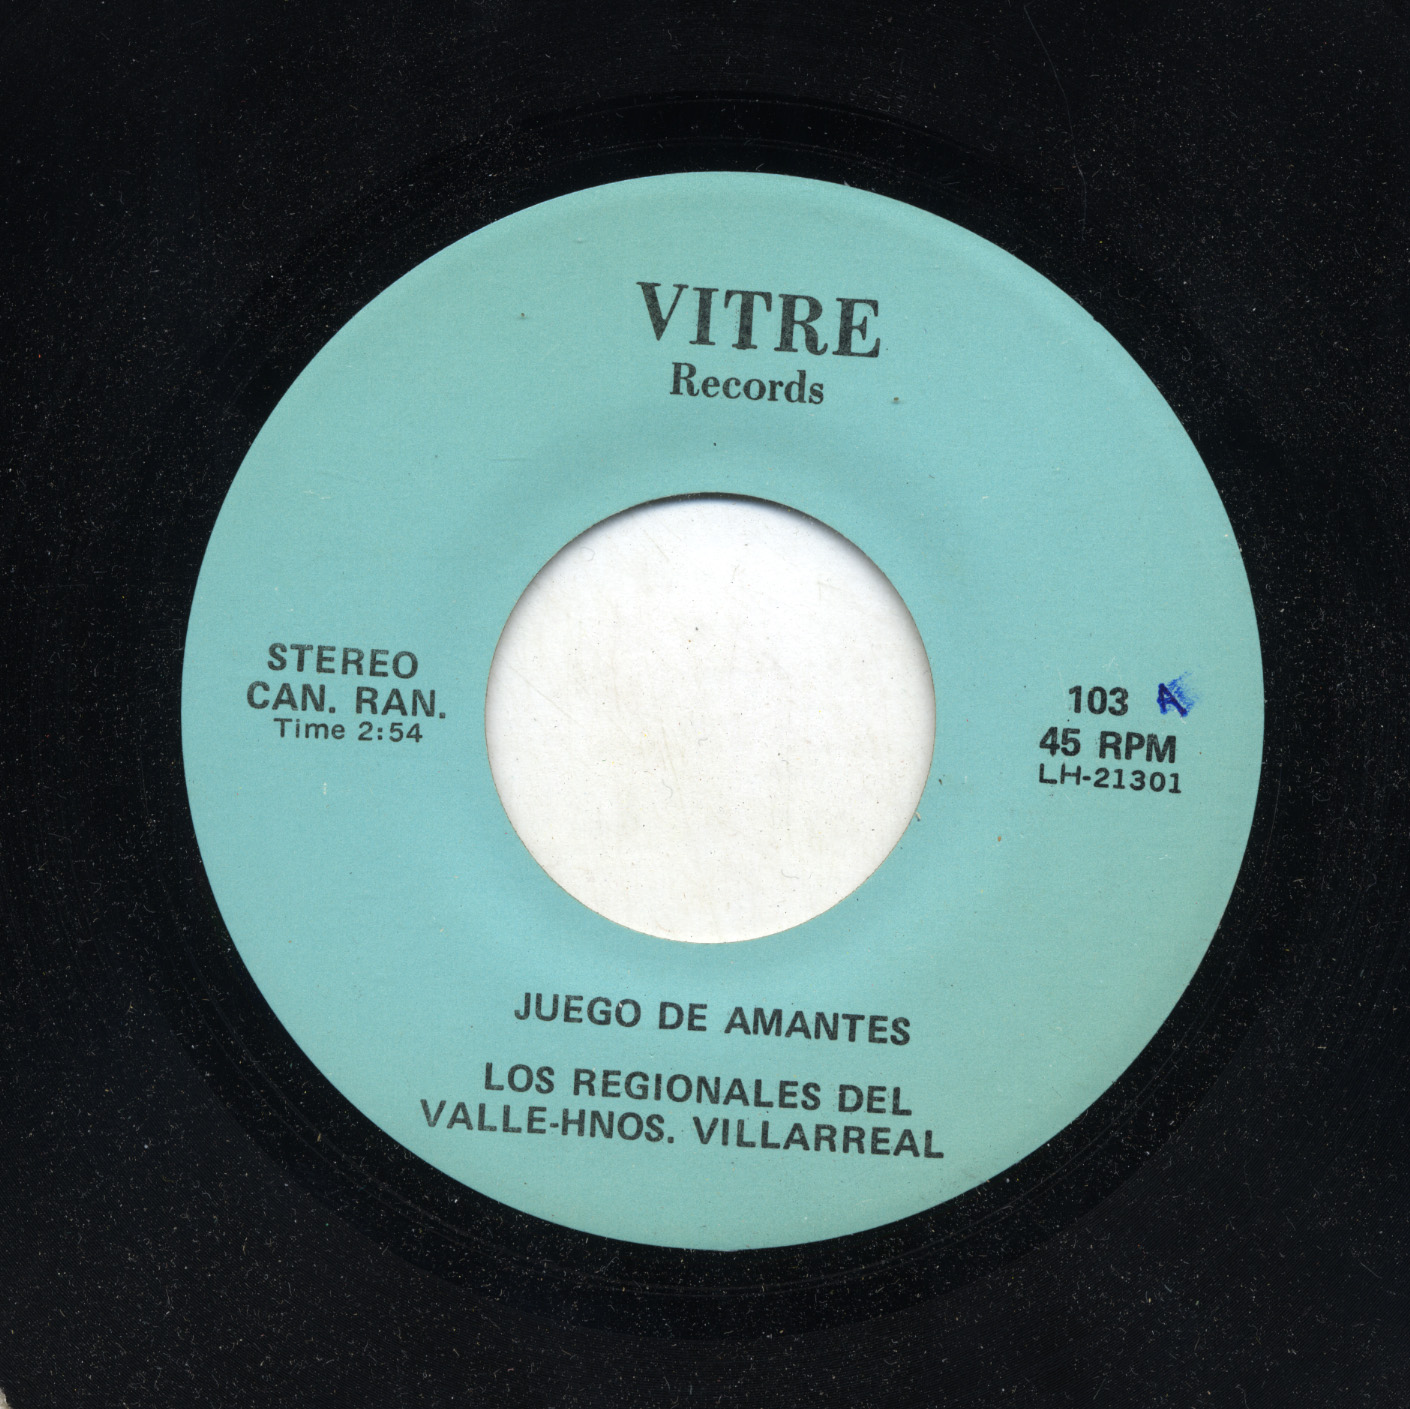 VITRE
Records
STEREO
CAN. RAN.
Time 2:54
103 A
45 RPM
LH-21301
JUEGO DE AMANTES
LOS REGIONALES DEL
VALLE-HNOS. VILLARREAL